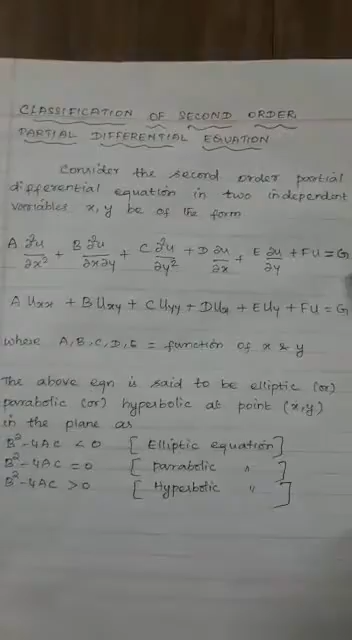 CLASSIFICATION OF SECOND ORDER
PARTIAL DIFFERENTIAL EQUATION
Consider the second order partial
differential equation in two independent
variables x, y be of the form
A ∂²u/∂x² + B ∂²u/∂x∂y + C ∂²u/∂y² + D ∂u/∂x + E ∂u/∂y + Fu = G
A Uxx + B Uxy + C Uyy + DUx + EUy + FU = G
where A, B, C, D, E = function of x & y
The above eqn is said to be elliptic (or)
parabolic (or) hyperbolic at point (x,y)
in the plane as
B²-4AC < 0 [Elliptic equation]
B²-4AC = 0 [parabolic "]
B²-4AC > 0 [Hyperbolic "]